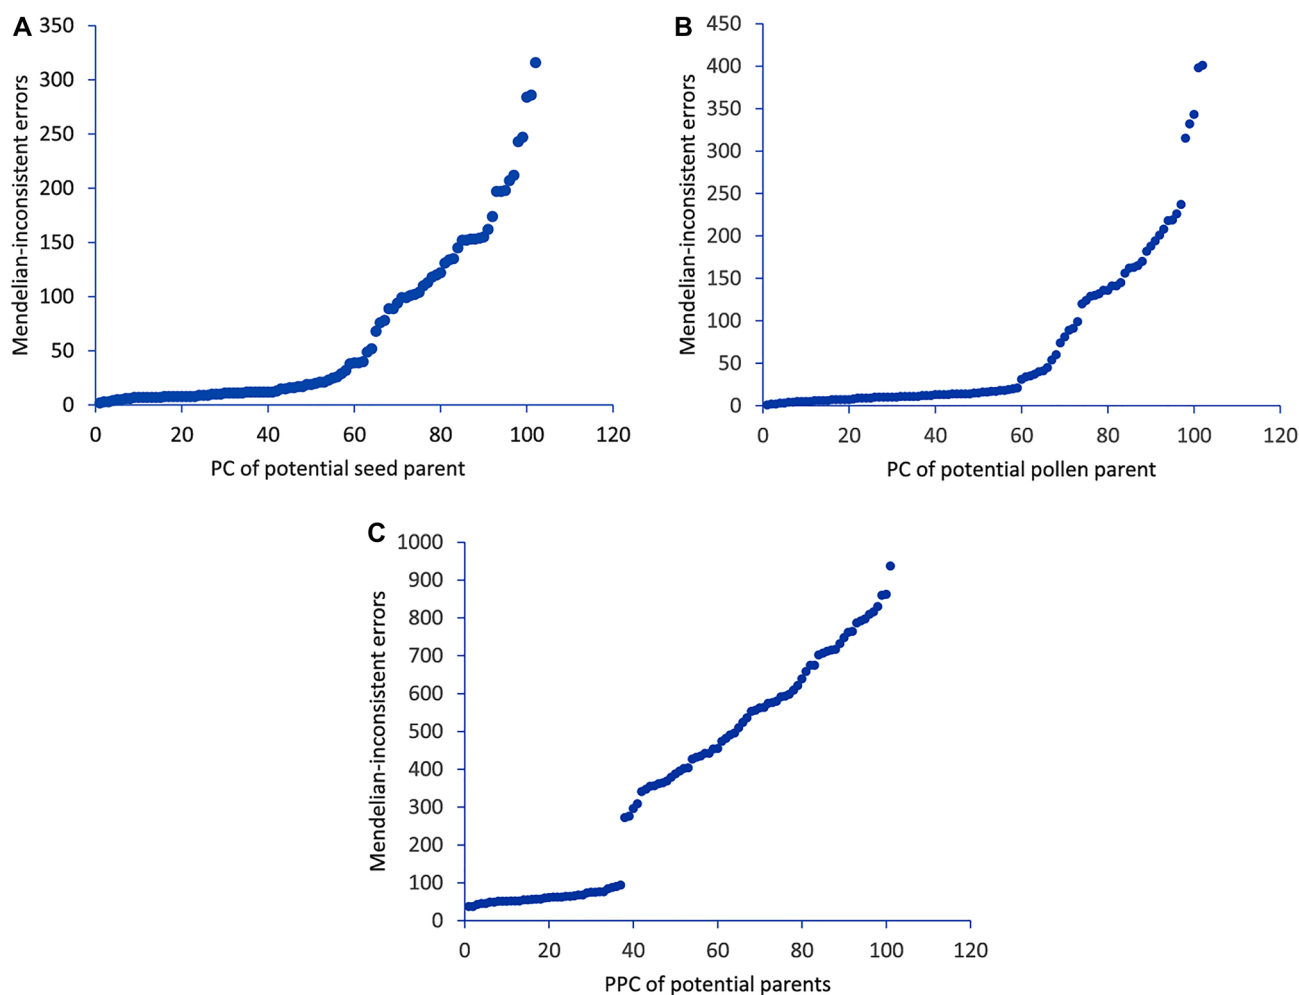 A
Mendelian-inconsistent errors
350
300
250
200
150
100
50
0
0 20 40 60 80 100 120
PC of potential seed parent
B
Mendelian-inconsistent errors
450
400
350
300
250
200
150
100
50
0
0 20 40 60 80 100 120
PC of potential pollen parent
C
Mendelian-inconsistent errors
1000
900
800
700
600
500
400
300
200
100
0
0 20 40 60 80 100 120
PPC of potential parents